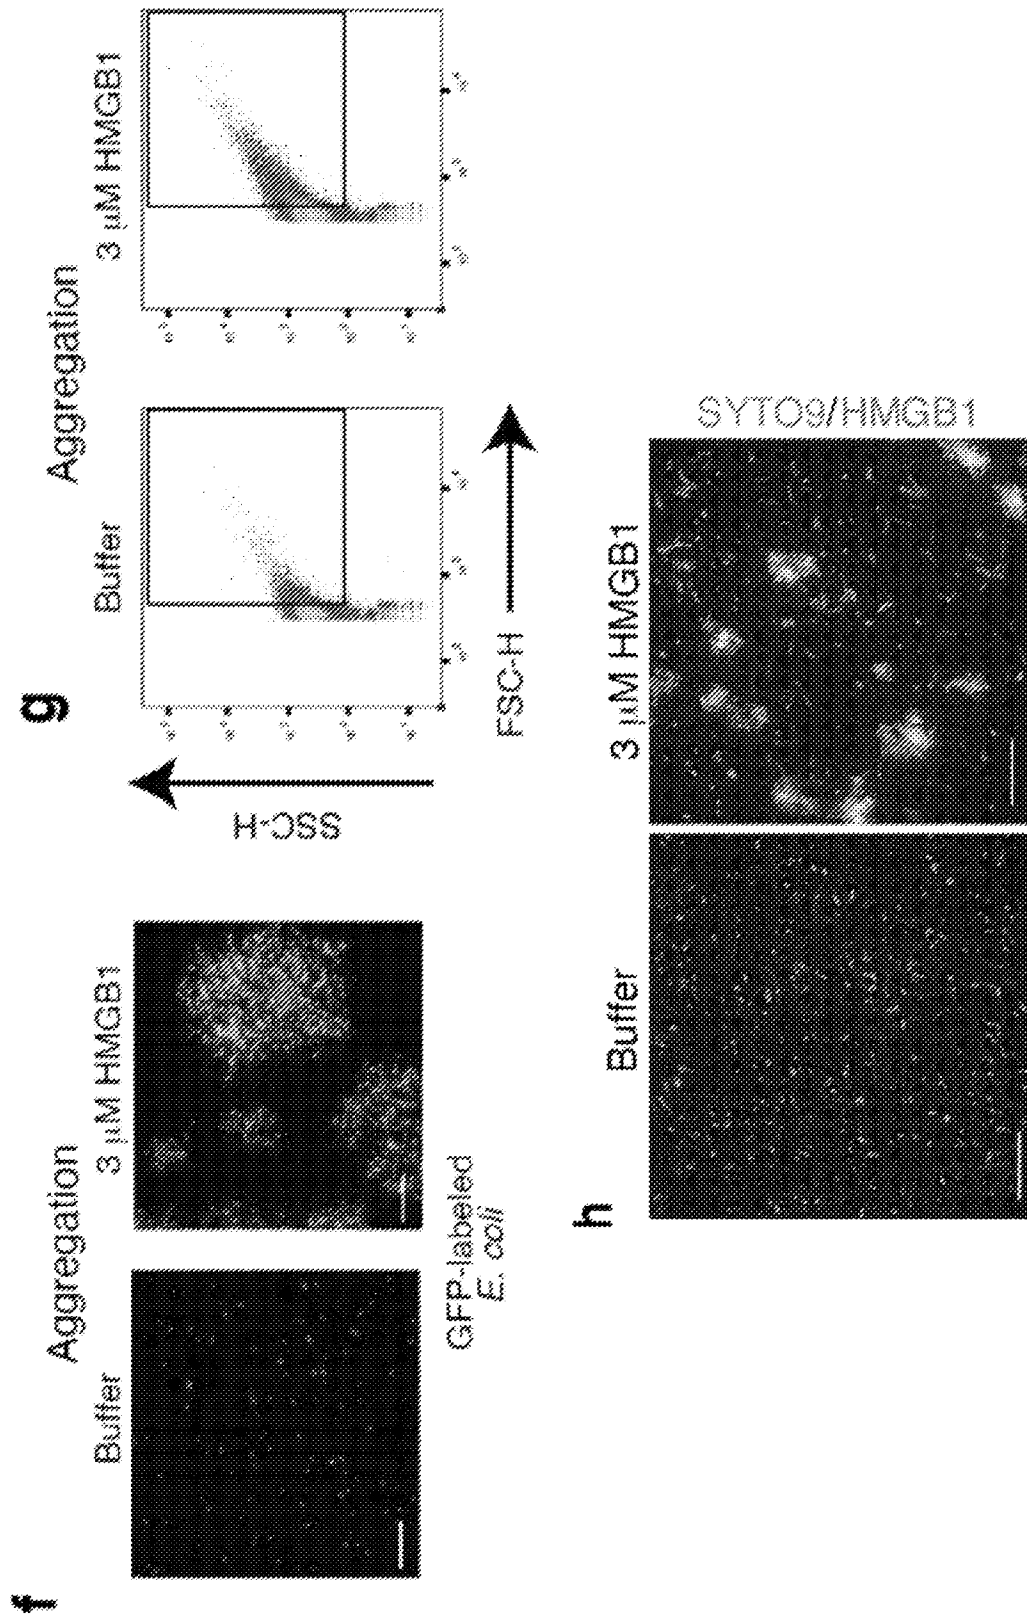 f
Aggregation
Buffer
3 μM HMGB1
GFP-labeled
E. coli
g
Aggregation
Buffer
3 μM HMGB1
SSC-H
FSC-H
h
Buffer
3 μM HMGB1
SYTO9/HMGB1